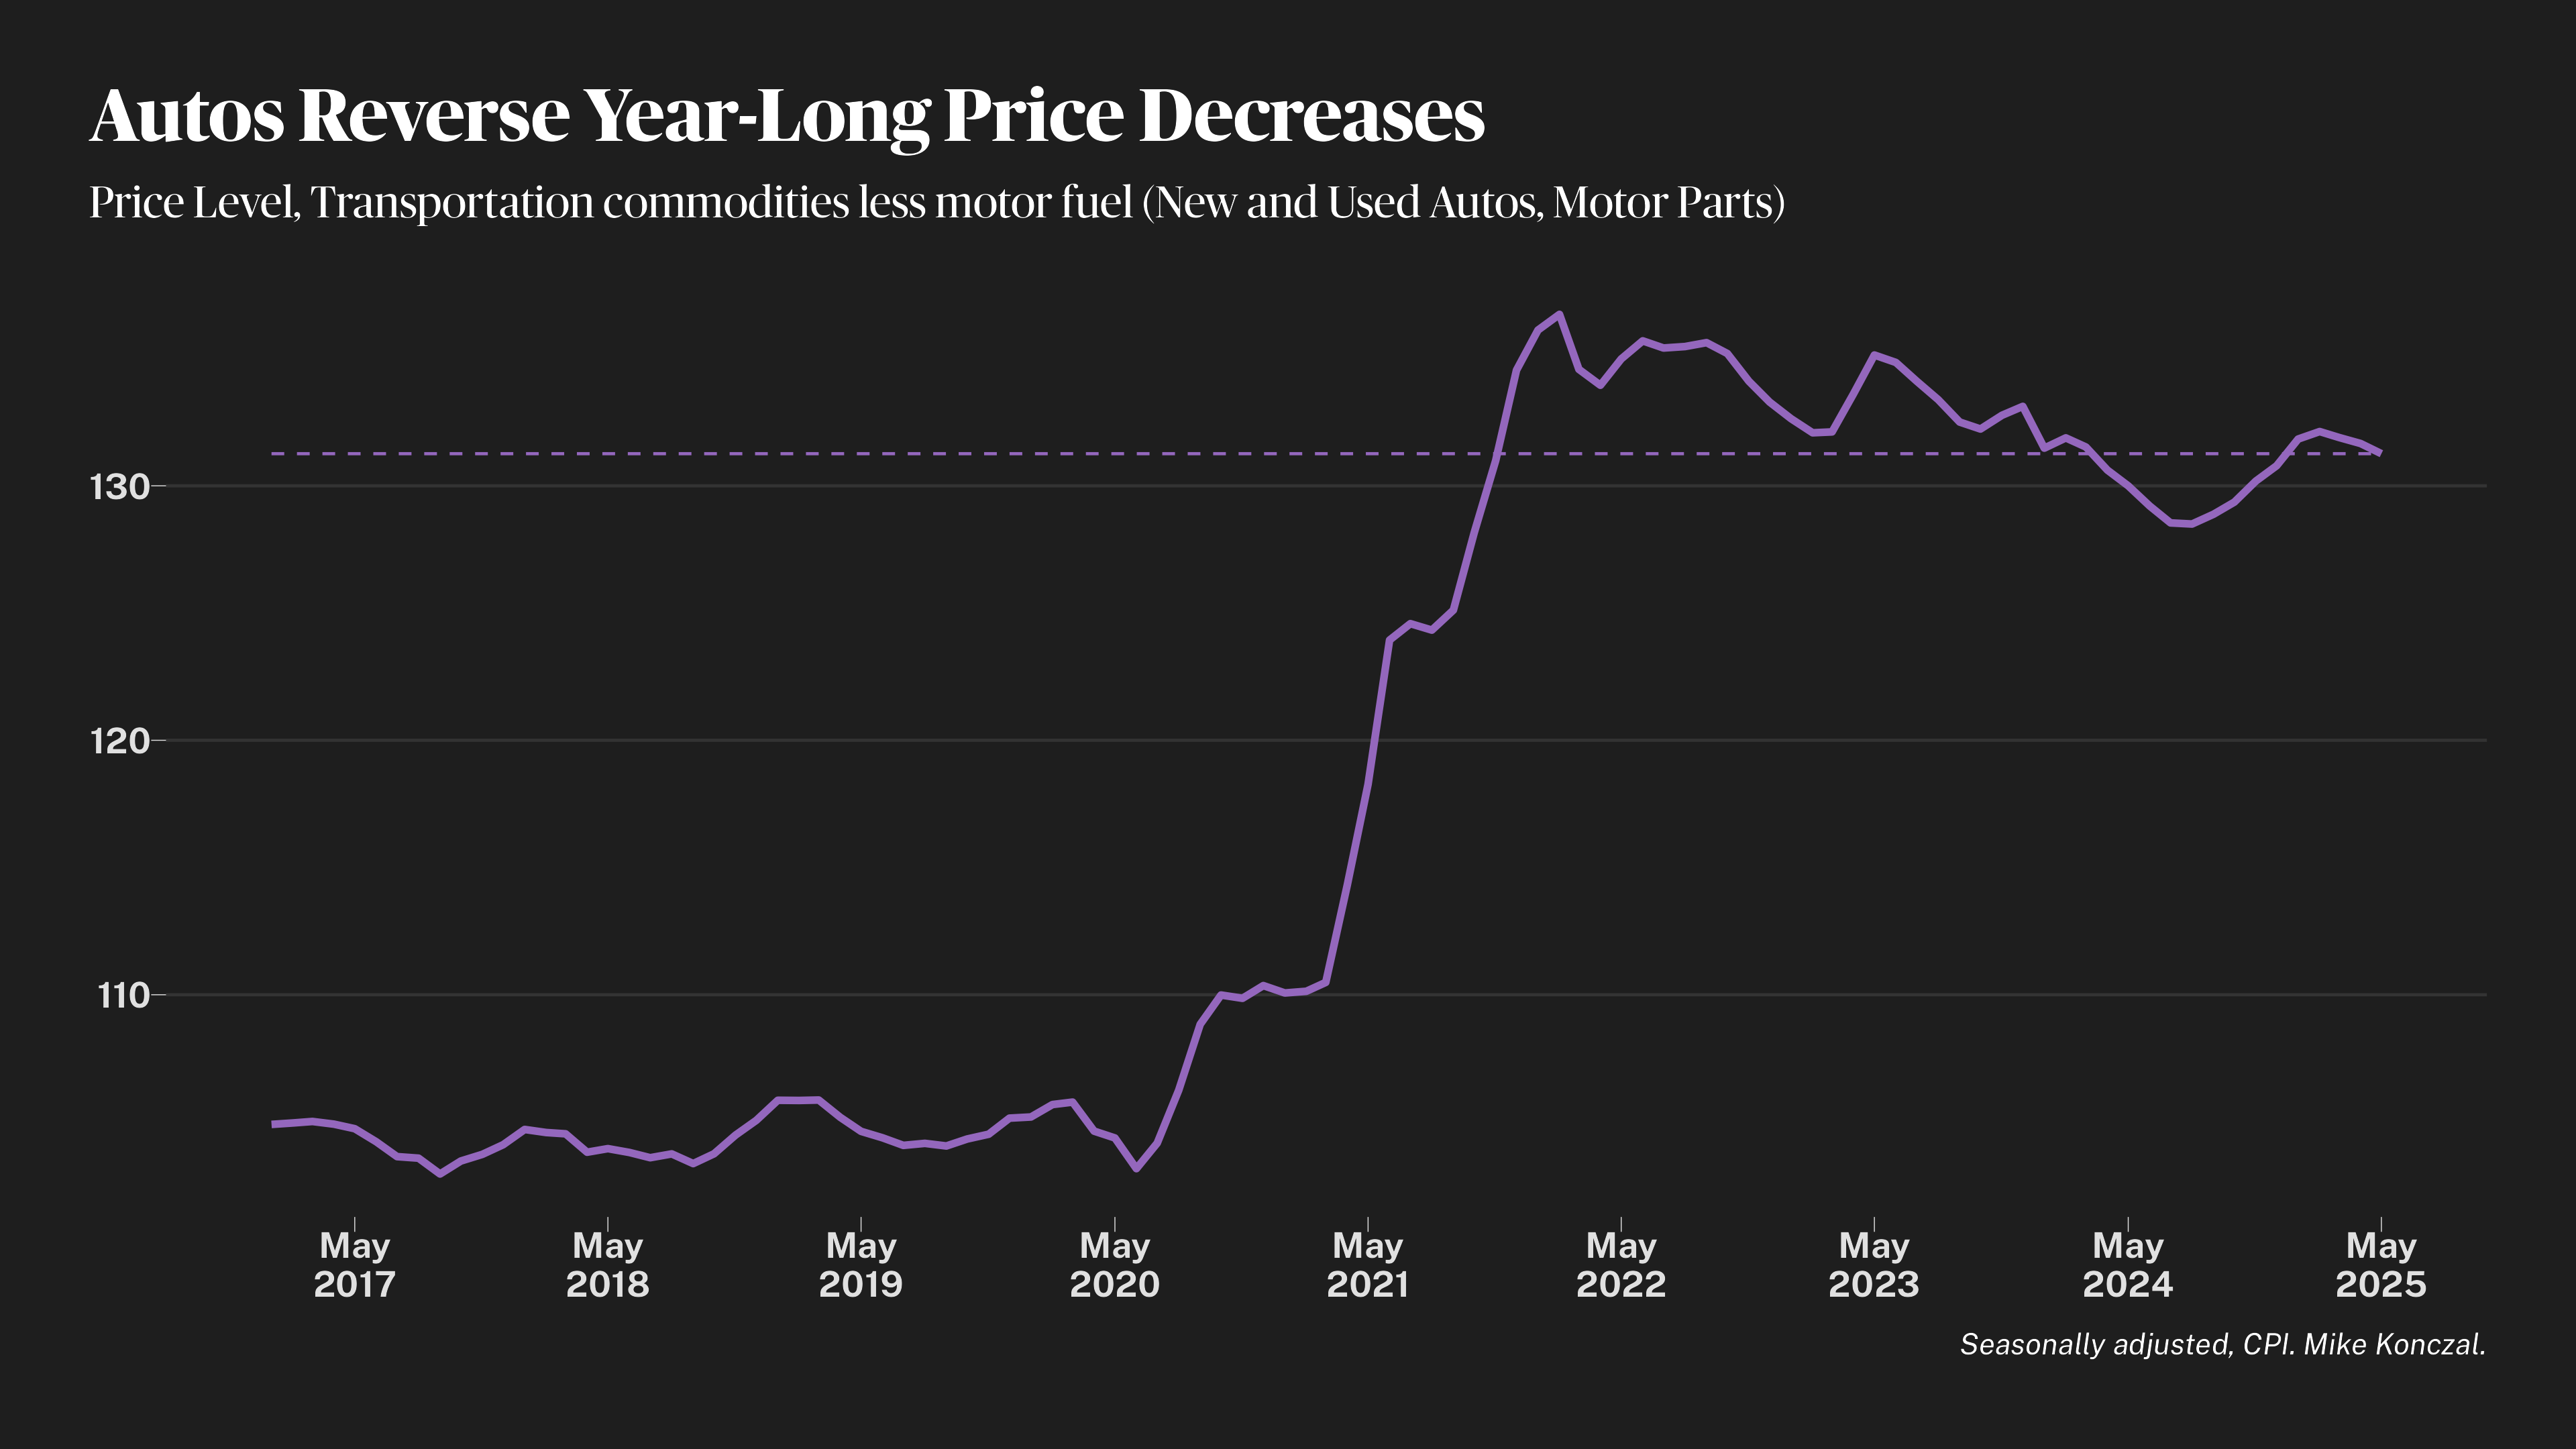 Autos Reverse Year-Long Price Decreases
Price Level, Transportation commodities less motor fuel (New and Used Autos, Motor Parts)
130
120
110
May 2017
May 2018
May 2019
May 2020
May 2021
May 2022
May 2023
May 2024
May 2025
Seasonally adjusted, CPI. Mike Konczal.